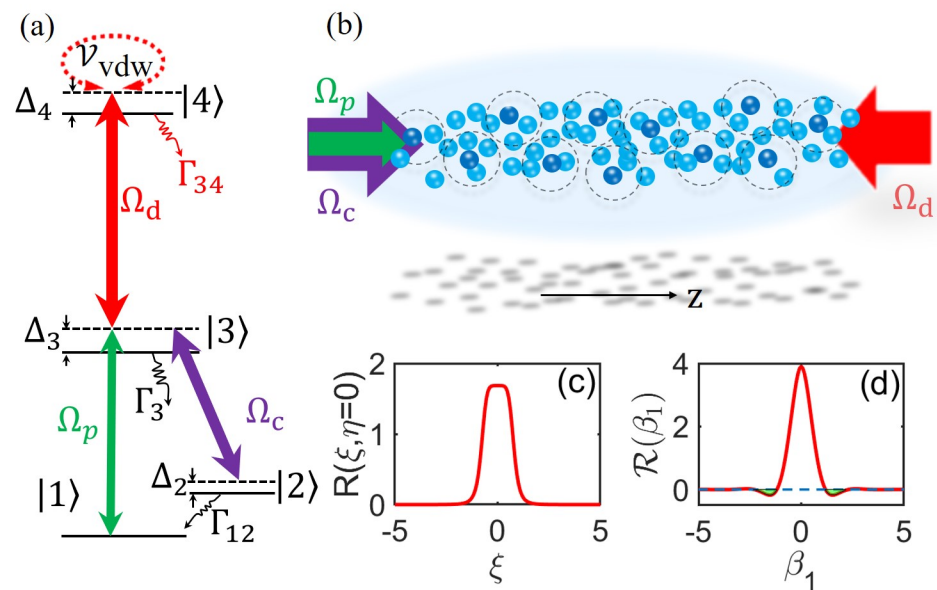 (a)
𝒱vdw
Δ4
|4⟩
Γ34
Ωd
Δ3
|3⟩
Γ3
Ωp
Ωc
|1⟩
Δ2
|2⟩
Γ12
(b)
Ωp
Ωc
Ωd
z
(c)
R(ξ,η=0)
2
1
0
-5
0
5
ξ
(d)
ℛ(β1)
4
2
0
-5
0
5
β1